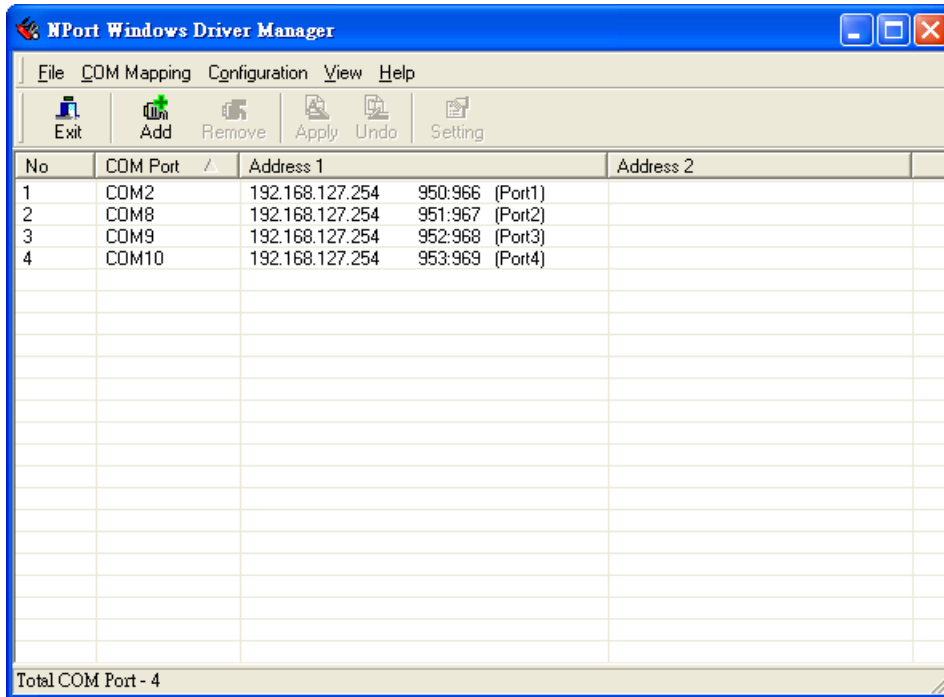 NPort Windows Driver Manager
File COM Mapping Configuration View Help
Exit Add Remove Apply Undo Setting
No COM Port Address 1 Address 2
1 COM2 192.168.127.254 950:966 (Port1)
2 COM8 192.168.127.254 951:967 (Port2)
3 COM9 192.168.127.254 952:968 (Port3)
4 COM10 192.168.127.254 953:969 (Port4)
Total COM Port - 4